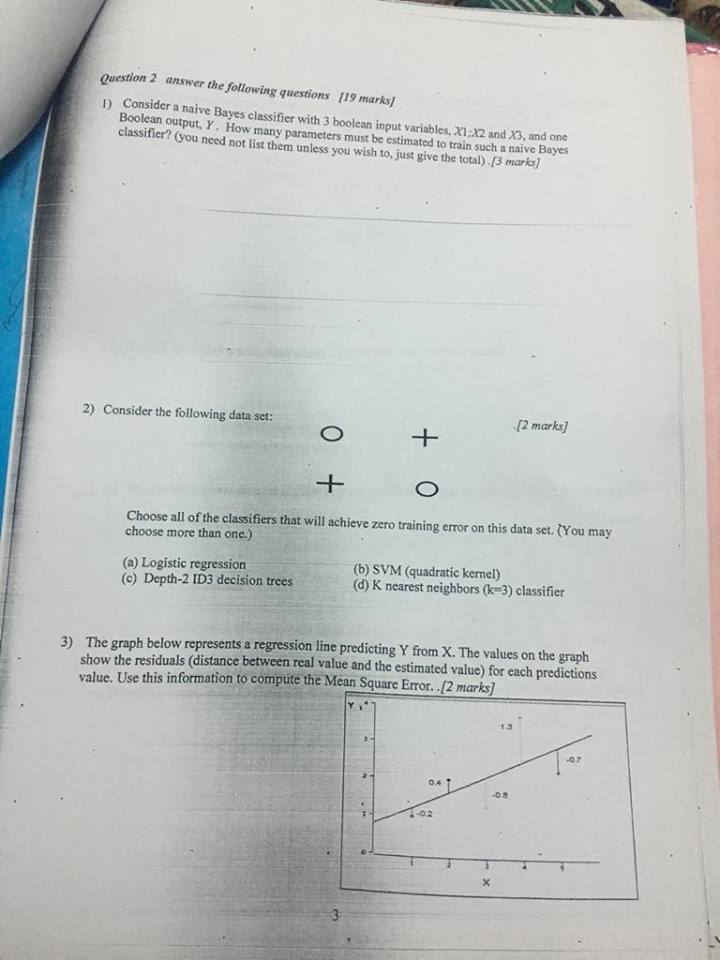 Question 2 answer the following questions [19 marks]
1) Consider a naive Bayes classifier with 3 boolean input variables, X1;X2 and X3, and one
Boolean output, Y. How many parameters must be estimated to train such a naive Bayes
classifier? (you need not list them unless you wish to, just give the total) .[3 marks]
2) Consider the following data set:
.[2 marks]
O +
+ O
Choose all of the classifiers that will achieve zero training error on this data set. (You may
choose more than one.)
(a) Logistic regression (b) SVM (quadratic kernel)
(c) Depth-2 ID3 decision trees (d) K nearest neighbors (k=3) classifier
3) The graph below represents a regression line predicting Y from X. The values on the graph
show the residuals (distance between real value and the estimated value) for each predictions
value. Use this information to compute the Mean Square Error. .[2 marks]
Y 4
1.3
3
-0.7
2
0.4
-0.8
1
-0.2
0
1 2 3 4 5
X
3